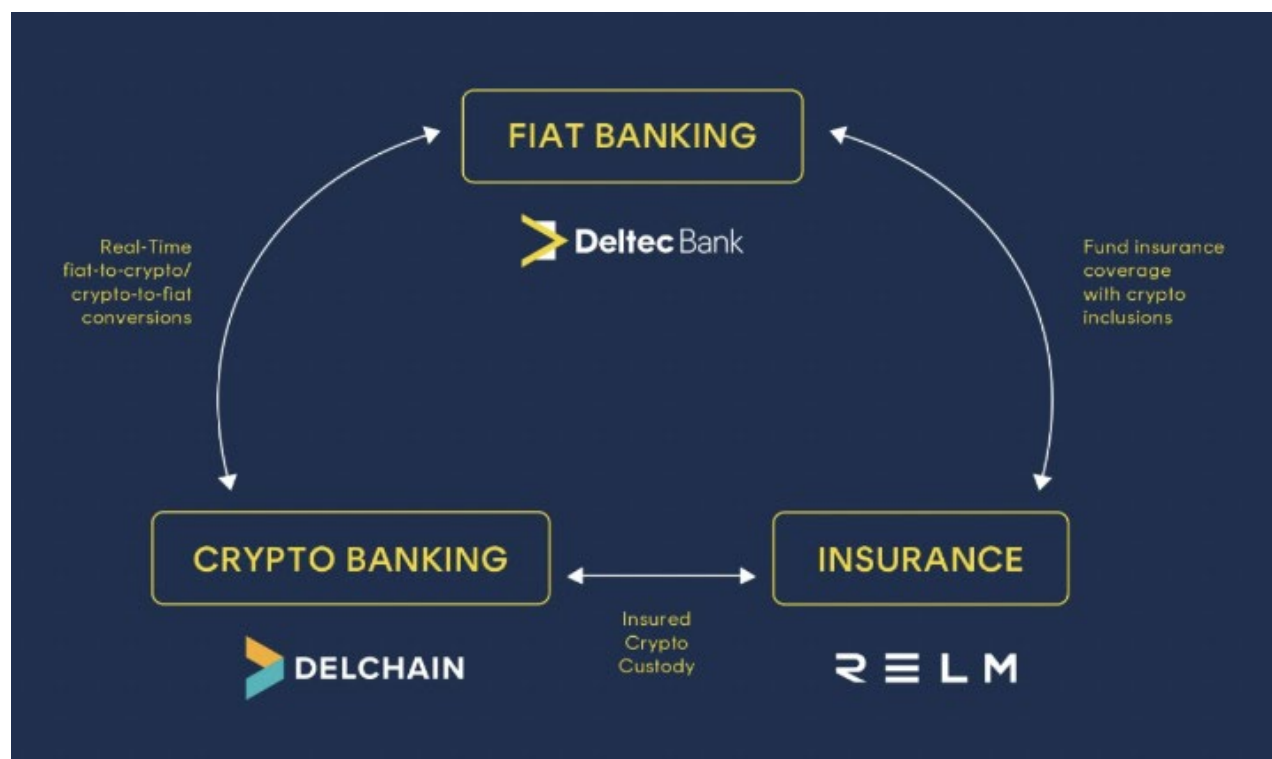 FIAT BANKING
Deltec Bank
Real-Time
fiat-to-crypto/
crypto-to-fiat
conversions
Fund insurance
coverage
with crypto
inclusions
CRYPTO BANKING
INSURANCE
Insured
Crypto
Custody
DELCHAIN
RELM